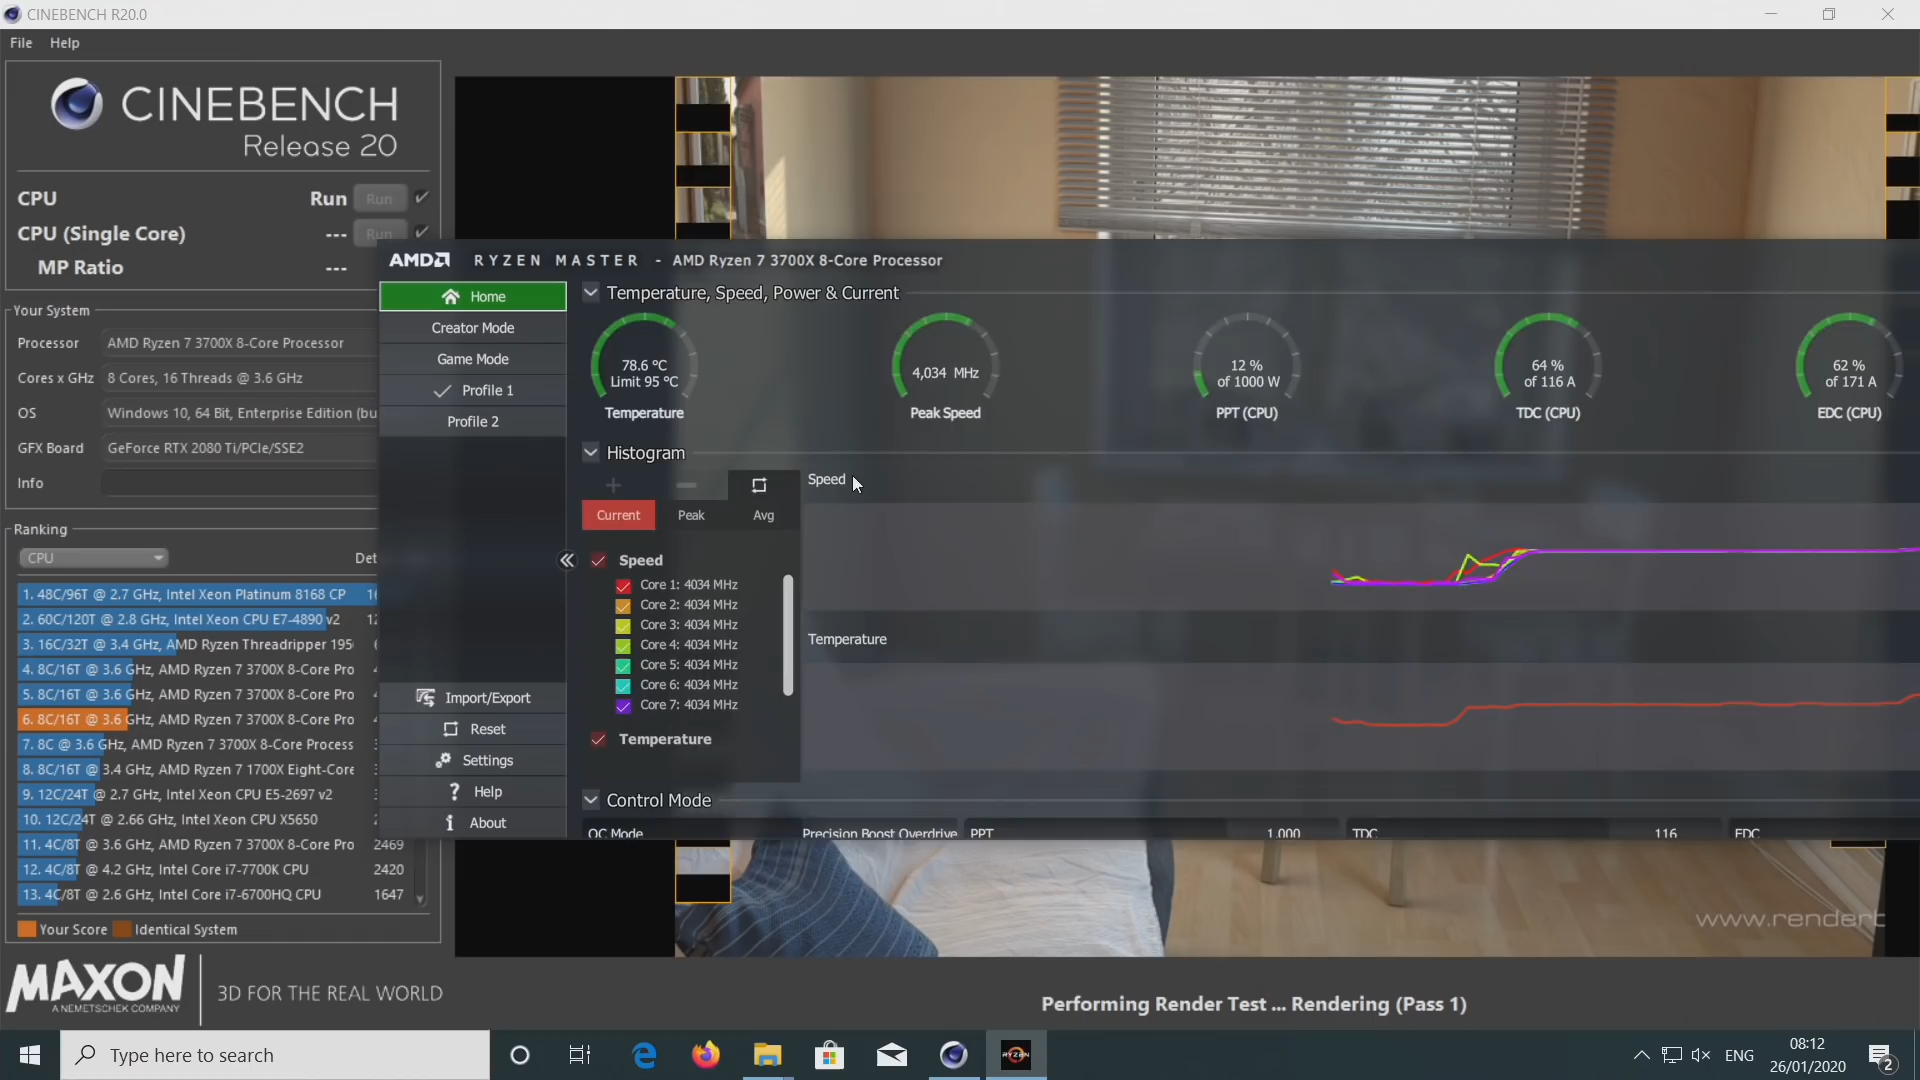 CINEBENCH R20.0
File Help
CINEBENCH
Release 20
CPU Run Run
CPU (Single Core) --- Run
MP Ratio ---
Your System
Processor AMD Ryzen 7 3700X 8-Core Processor
Cores x GHz 8 Cores, 16 Threads @ 3.6 GHz
OS Windows 10, 64 Bit, Enterprise Edition (bu
GFX Board GeForce RTX 2080 Ti/PCIe/SSE2
Info
Ranking
CPU Det
1. 48C/96T @ 2.7 GHz, Intel Xeon Platinum 8168 CP
2. 60C/120T @ 2.8 GHz, Intel Xeon CPU E7-4890 v2
3. 16C/32T @ 3.4 GHz, AMD Ryzen Threadripper 195
4. 8C/16T @ 3.6 GHz, AMD Ryzen 7 3700X 8-Core Pro
5. 8C/16T @ 3.6 GHz, AMD Ryzen 7 3700X 8-Core Pro
6. 8C/16T @ 3.6 GHz, AMD Ryzen 7 3700X 8-Core Pro
7. 8C @ 3.6 GHz, AMD Ryzen 7 3700X 8-Core Process
8. 8C/16T @ 3.4 GHz, AMD Ryzen 7 1700X Eight-Core
9. 12C/24T @ 2.7 GHz, Intel Xeon CPU E5-2697 v2
10. 12C/24T @ 2.66 GHz, Intel Xeon CPU X5650
11. 4C/8T @ 3.6 GHz, AMD Ryzen 7 3700X 8-Core Pro 2469
12. 4C/8T @ 4.2 GHz, Intel Core i7-7700K CPU 2420
13. 4C/8T @ 2.6 GHz, Intel Core i7-6700HQ CPU 1647
Your Score Identical System
MAXON
A NEMETSCHEK COMPANY
3D FOR THE REAL WORLD
AMD RYZEN MASTER - AMD Ryzen 7 3700X 8-Core Processor
Home
Creator Mode
Game Mode
Profile 1
Profile 2
Import/Export
Reset
Settings
Help
About
Temperature, Speed, Power & Current
78.6 °C
Limit 95 °C
Temperature
4,034 MHz
Peak Speed
12 %
of 1000 W
PPT (CPU)
64 %
of 116 A
TDC (CPU)
62 %
of 171 A
EDC (CPU)
Histogram
Current Peak Avg
Speed
Core 1: 4034 MHz
Core 2: 4034 MHz
Core 3: 4034 MHz
Core 4: 4034 MHz
Core 5: 4034 MHz
Core 6: 4034 MHz
Core 7: 4034 MHz
Temperature
Speed
Temperature
Control Mode
OC Mode Precision Boost Overdrive PPT 1,000 TDC 116 EDC
www.render
Performing Render Test ... Rendering (Pass 1)
Type here to search
RYZEN
ENG
08:12
26/01/2020
2